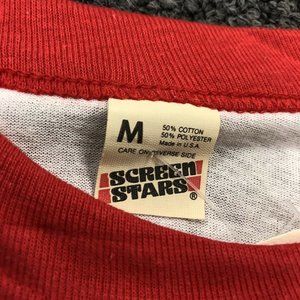 M
50% COTTON
50% POLYESTER
Made in U.S.A.
CARE ON REVERSE SIDE
SCREEN
STARS®